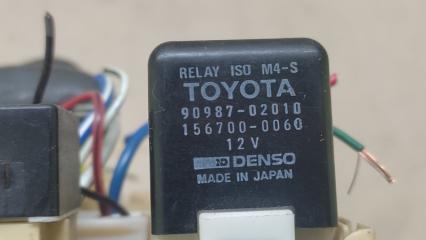 RELAY ISO M4-S
TOYOTA
90987-02010
156700-0060
12V
DENSO
MADE IN JAPAN